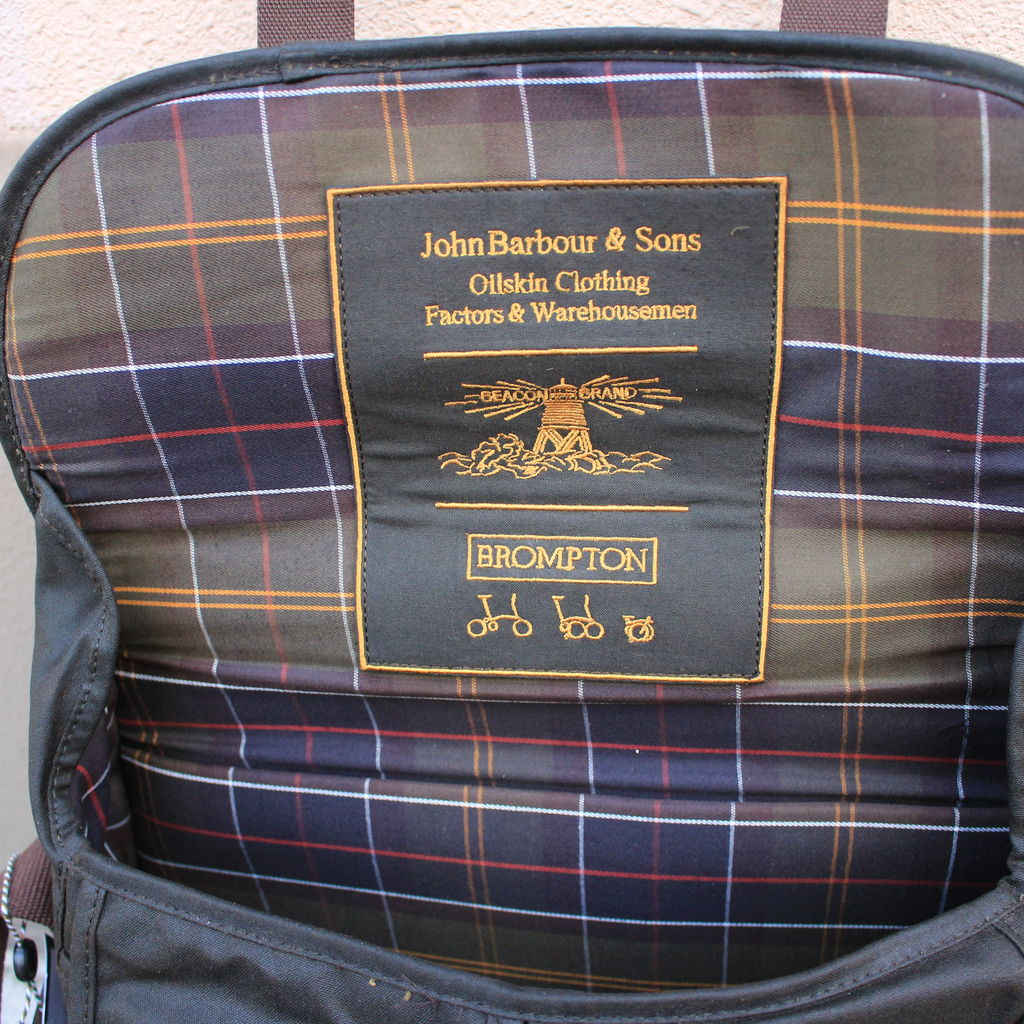 John Barbour & Sons
Oilskin Clothing
Factors & Warehousemen
BEACON BRAND
BROMPTON